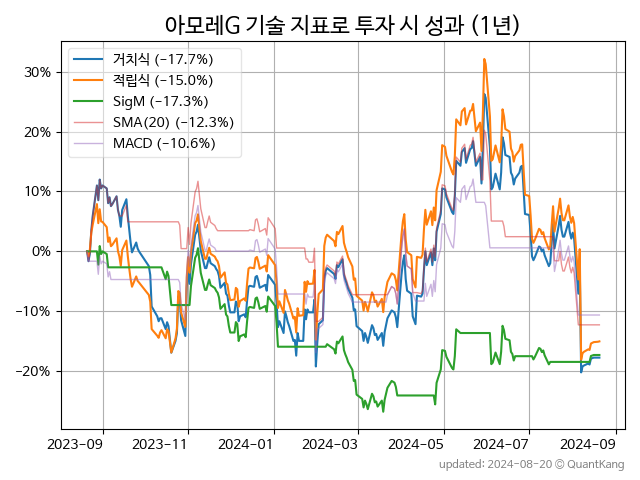 아모레G 기술 지표로 투자 시 성과 (1년)
거치식 (−17.7%)
적립식 (−15.0%)
SigM (−17.3%)
SMA(20) (−12.3%)
MACD (−10.6%)
30%
20%
10%
0%
−10%
−20%
2023-09 2023-11 2024-01 2024-03 2024-05 2024-07 2024-09
updated: 2024-08-20 ⓒ QuantKang